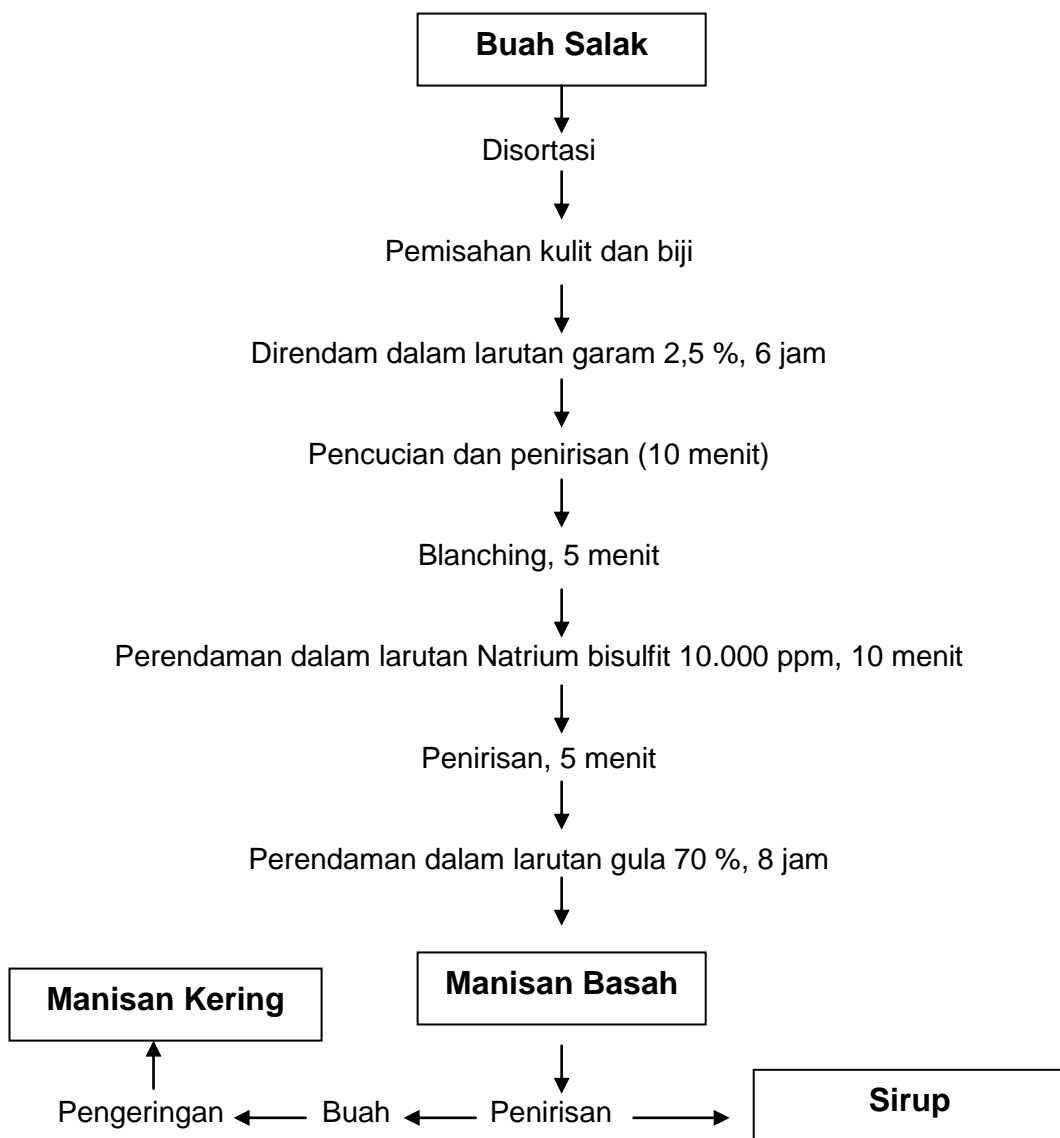 Buah Salak
Disortasi
Pemisahan kulit dan biji
Direndam dalam larutan garam 2,5 %, 6 jam
Pencucian dan penirisan (10 menit)
Blanching, 5 menit
Perendaman dalam larutan Natrium bisulfit 10.000 ppm, 10 menit
Penirisan, 5 menit
Perendaman dalam larutan gula 70 %, 8 jam
Manisan Basah
Manisan Kering
Pengeringan
Buah
Penirisan
Sirup